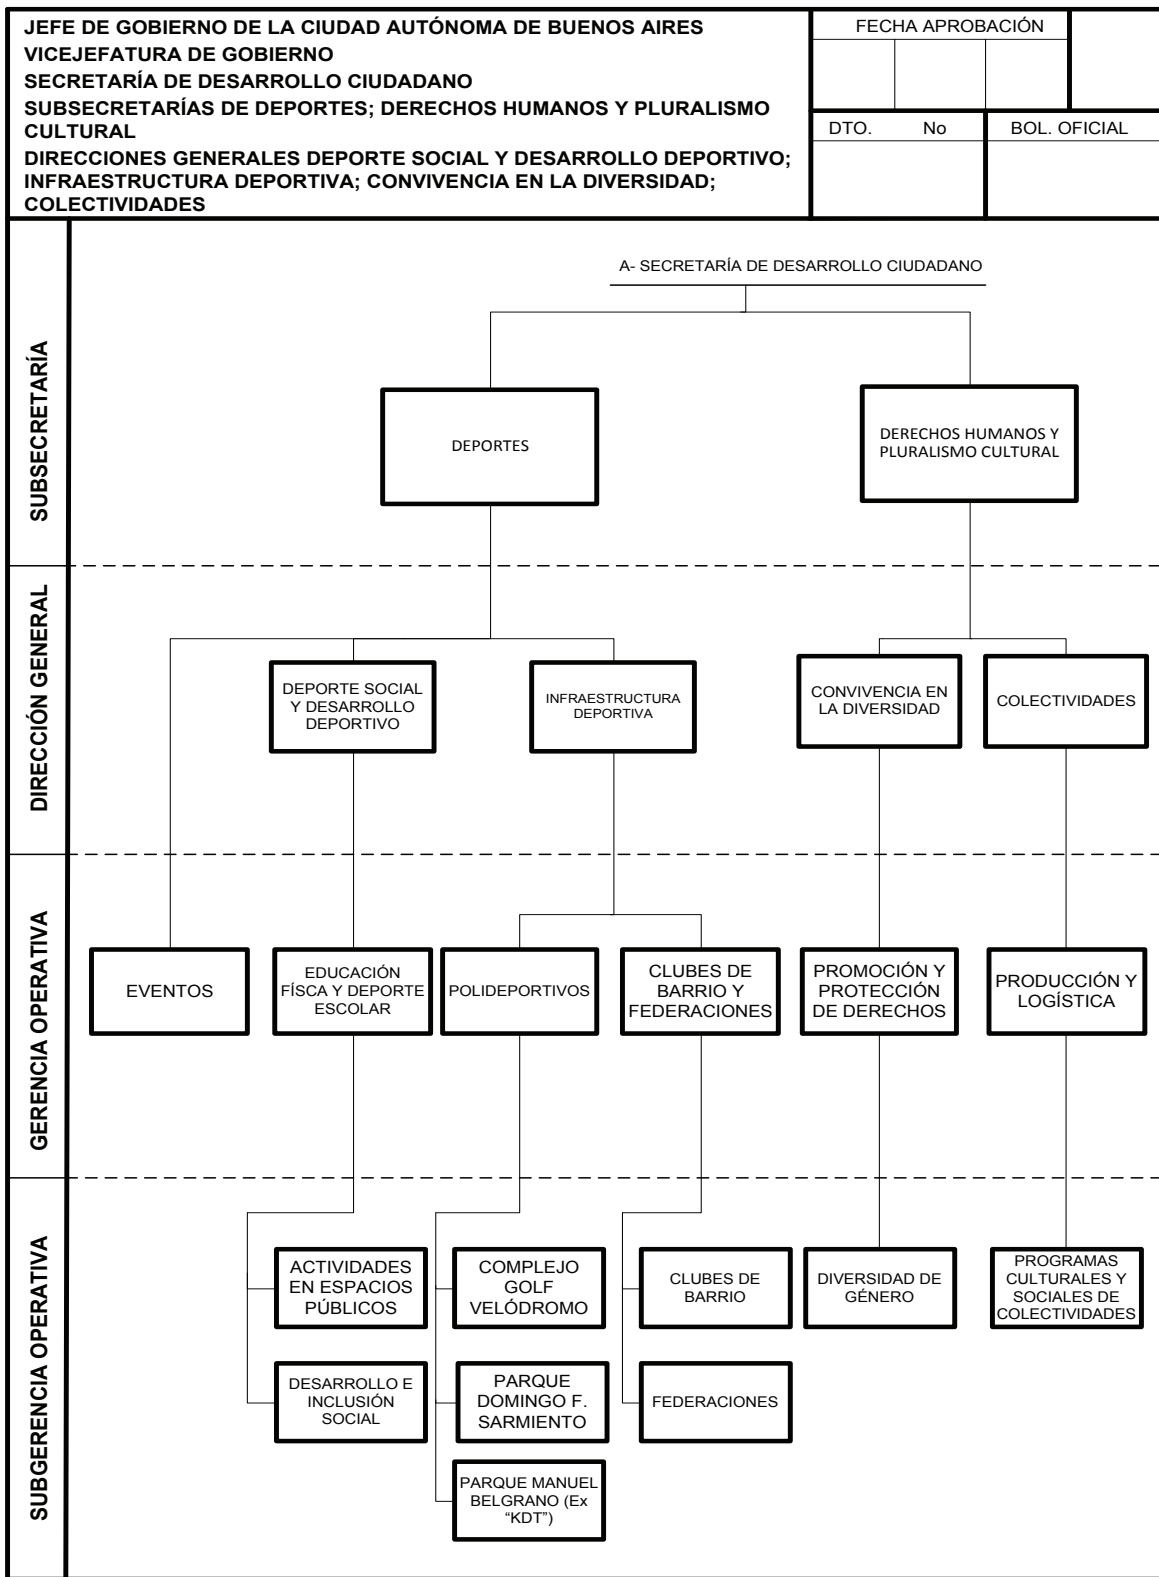 JEFE DE GOBIERNO DE LA CIUDAD AUTÓNOMA DE BUENOS AIRES
VICEJEFATURA DE GOBIERNO
SECRETARÍA DE DESARROLLO CIUDADANO
SUBSECRETARÍAS DE DEPORTES; DERECHOS HUMANOS Y PLURALISMO
CULTURAL
DIRECCIONES GENERALES DEPORTE SOCIAL Y DESARROLLO DEPORTIVO;
INFRAESTRUCTURA DEPORTIVA; CONVIVENCIA EN LA DIVERSIDAD;
COLECTIVIDADES
FECHA APROBACIÓN
DTO. No
BOL. OFICIAL
SUBSECRETARÍA
A- SECRETARÍA DE DESARROLLO CIUDADANO
DEPORTES
DERECHOS HUMANOS Y
PLURALISMO CULTURAL
DIRECCIÓN GENERAL
DEPORTE SOCIAL
Y DESARROLLO
DEPORTIVO
INFRAESTRUCTURA
DEPORTIVA
CONVIVENCIA EN
LA DIVERSIDAD
COLECTIVIDADES
GERENCIA OPERATIVA
EVENTOS
EDUCACIÓN
FÍSCA Y DEPORTE
ESCOLAR
POLIDEPORTIVOS
CLUBES DE
BARRIO Y
FEDERACIONES
PROMOCIÓN Y
PROTECCIÓN
DE DERECHOS
PRODUCCIÓN Y
LOGÍSTICA
SUBGERENCIA OPERATIVA
ACTIVIDADES
EN ESPACIOS
PÚBLICOS
COMPLEJO
GOLF
VELÓDROMO
CLUBES DE
BARRIO
DIVERSIDAD DE
GÉNERO
PROGRAMAS
CULTURALES Y
SOCIALES DE
COLECTIVIDADES
DESARROLLO E
INCLUSIÓN
SOCIAL
PARQUE
DOMINGO F.
SARMIENTO
FEDERACIONES
PARQUE MANUEL
BELGRANO (Ex
“KDT”)